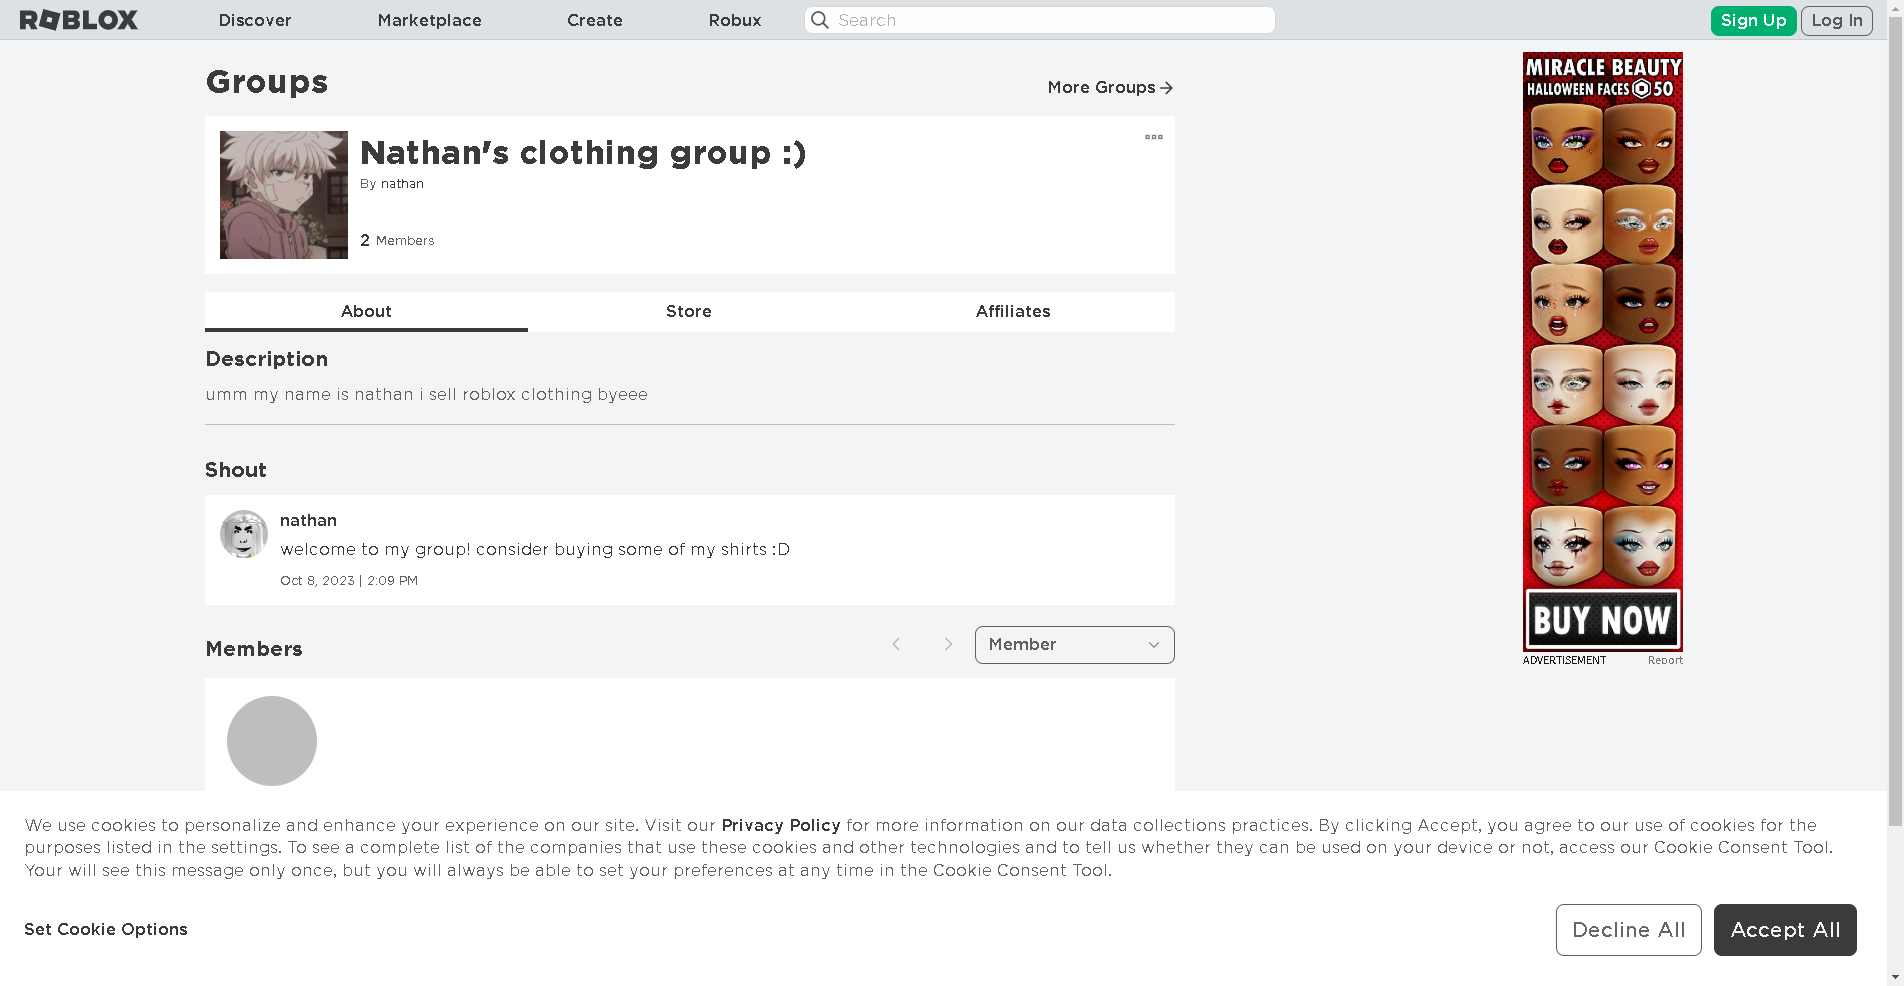 ROBLOX
Discover
Marketplace
Create
Robux
Search
Sign Up
Log In
Groups
More Groups
Nathan's clothing group :)
By nathan
2 Members
About
Store
Affiliates
Description
umm my name is nathan i sell roblox clothing byeee
Shout
nathan
welcome to my group! consider buying some of my shirts :D
Oct 8, 2023 | 2:09 PM
Members
Member
MIRACLE BEAUTY
HALLOWEEN FACES 50
BUY NOW
ADVERTISEMENT
Report
We use cookies to personalize and enhance your experience on our site. Visit our Privacy Policy for more information on our data collections practices. By clicking Accept, you agree to our use of cookies for the
purposes listed in the settings. To see a complete list of the companies that use these cookies and other technologies and to tell us whether they can be used on your device or not, access our Cookie Consent Tool.
Your will see this message only once, but you will always be able to set your preferences at any time in the Cookie Consent Tool.
Set Cookie Options
Decline All
Accept All